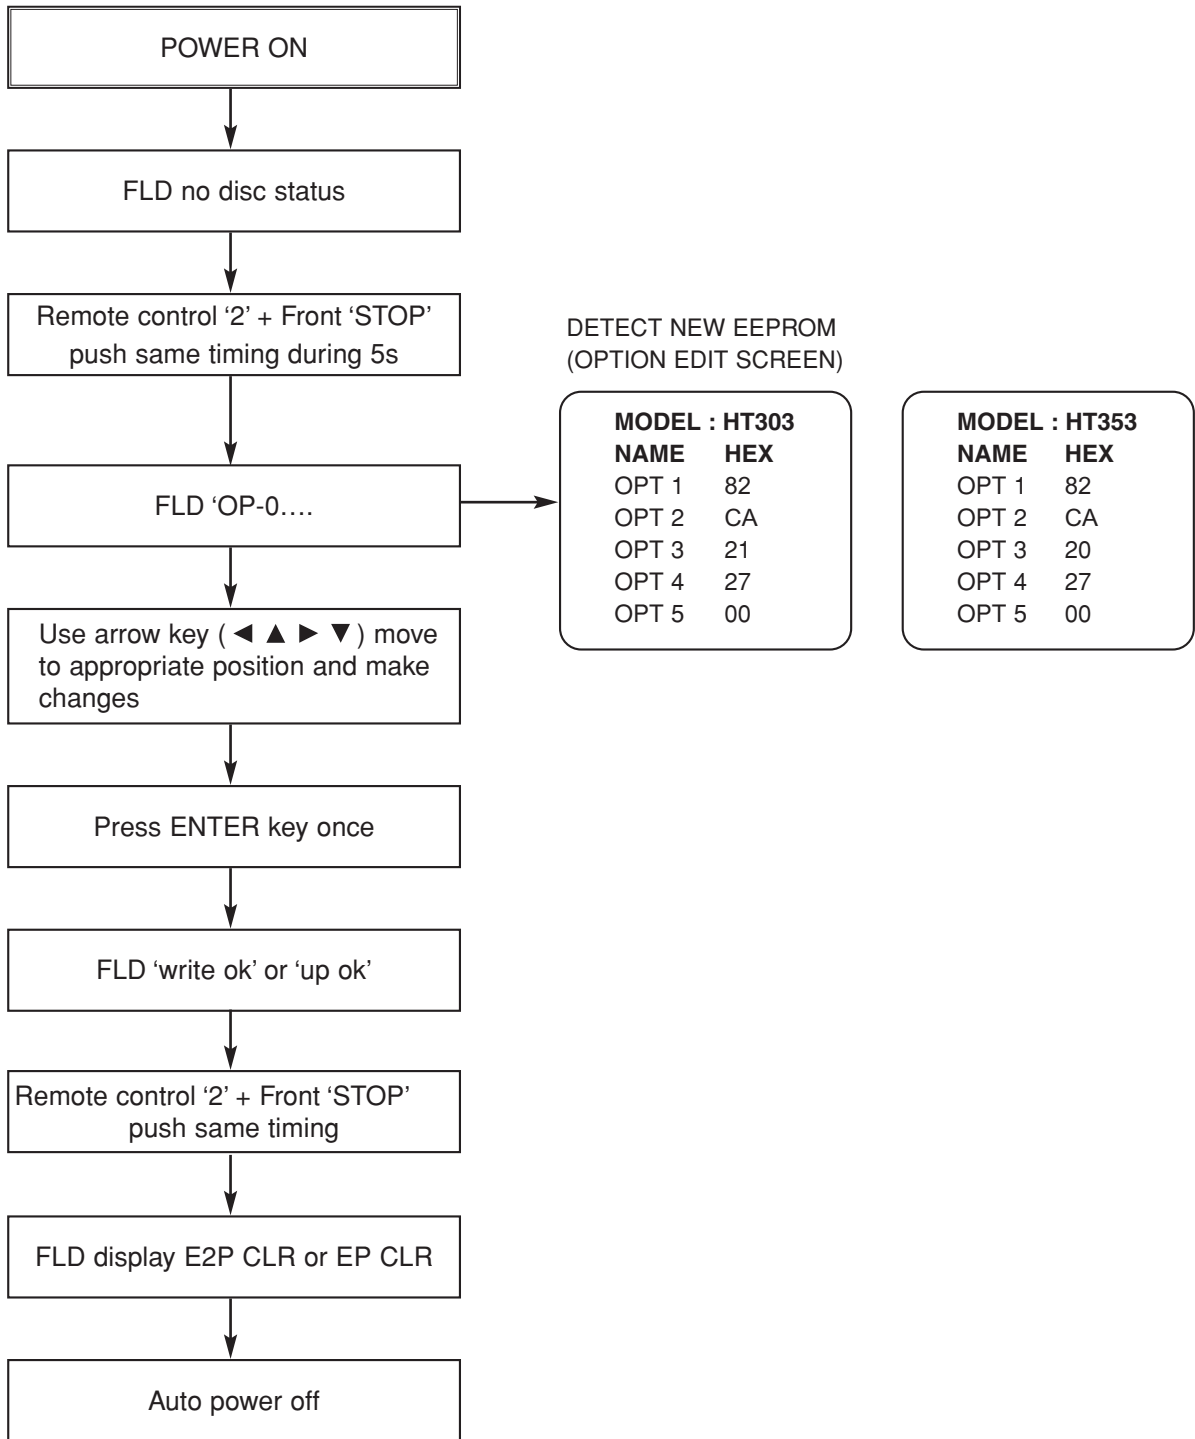 POWER ON
FLD no disc status
Remote control ‘2’ + Front ‘STOP’
push same timing during 5s
FLD ‘OP-0....
DETECT NEW EEPROM
(OPTION EDIT SCREEN)
MODEL : HT303
NAME HEX
OPT 1 82
OPT 2 CA
OPT 3 21
OPT 4 27
OPT 5 00
MODEL : HT353
NAME HEX
OPT 1 82
OPT 2 CA
OPT 3 20
OPT 4 27
OPT 5 00
Use arrow key ( ◀ ▲ ▶ ▼ ) move
to appropriate position and make
changes
Press ENTER key once
FLD ‘write ok’ or ‘up ok’
Remote control ‘2’ + Front ‘STOP’
push same timing
FLD display E2P CLR or EP CLR
Auto power off